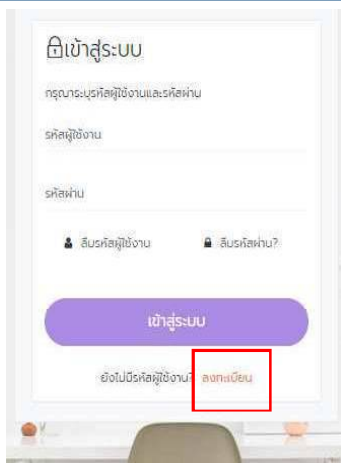 เข้าสู่ระบบ
กรุณาระบุรหัสผู้ใช้งานและรหัสผ่าน
รหัสผู้ใช้งาน
รหัสผ่าน
ลืมรหัสผู้ใช้งาน ลืมรหัสผ่าน?
เข้าสู่ระบบ
ยังไม่มีรหัสผู้ใช้งาน? ลงทะเบียน